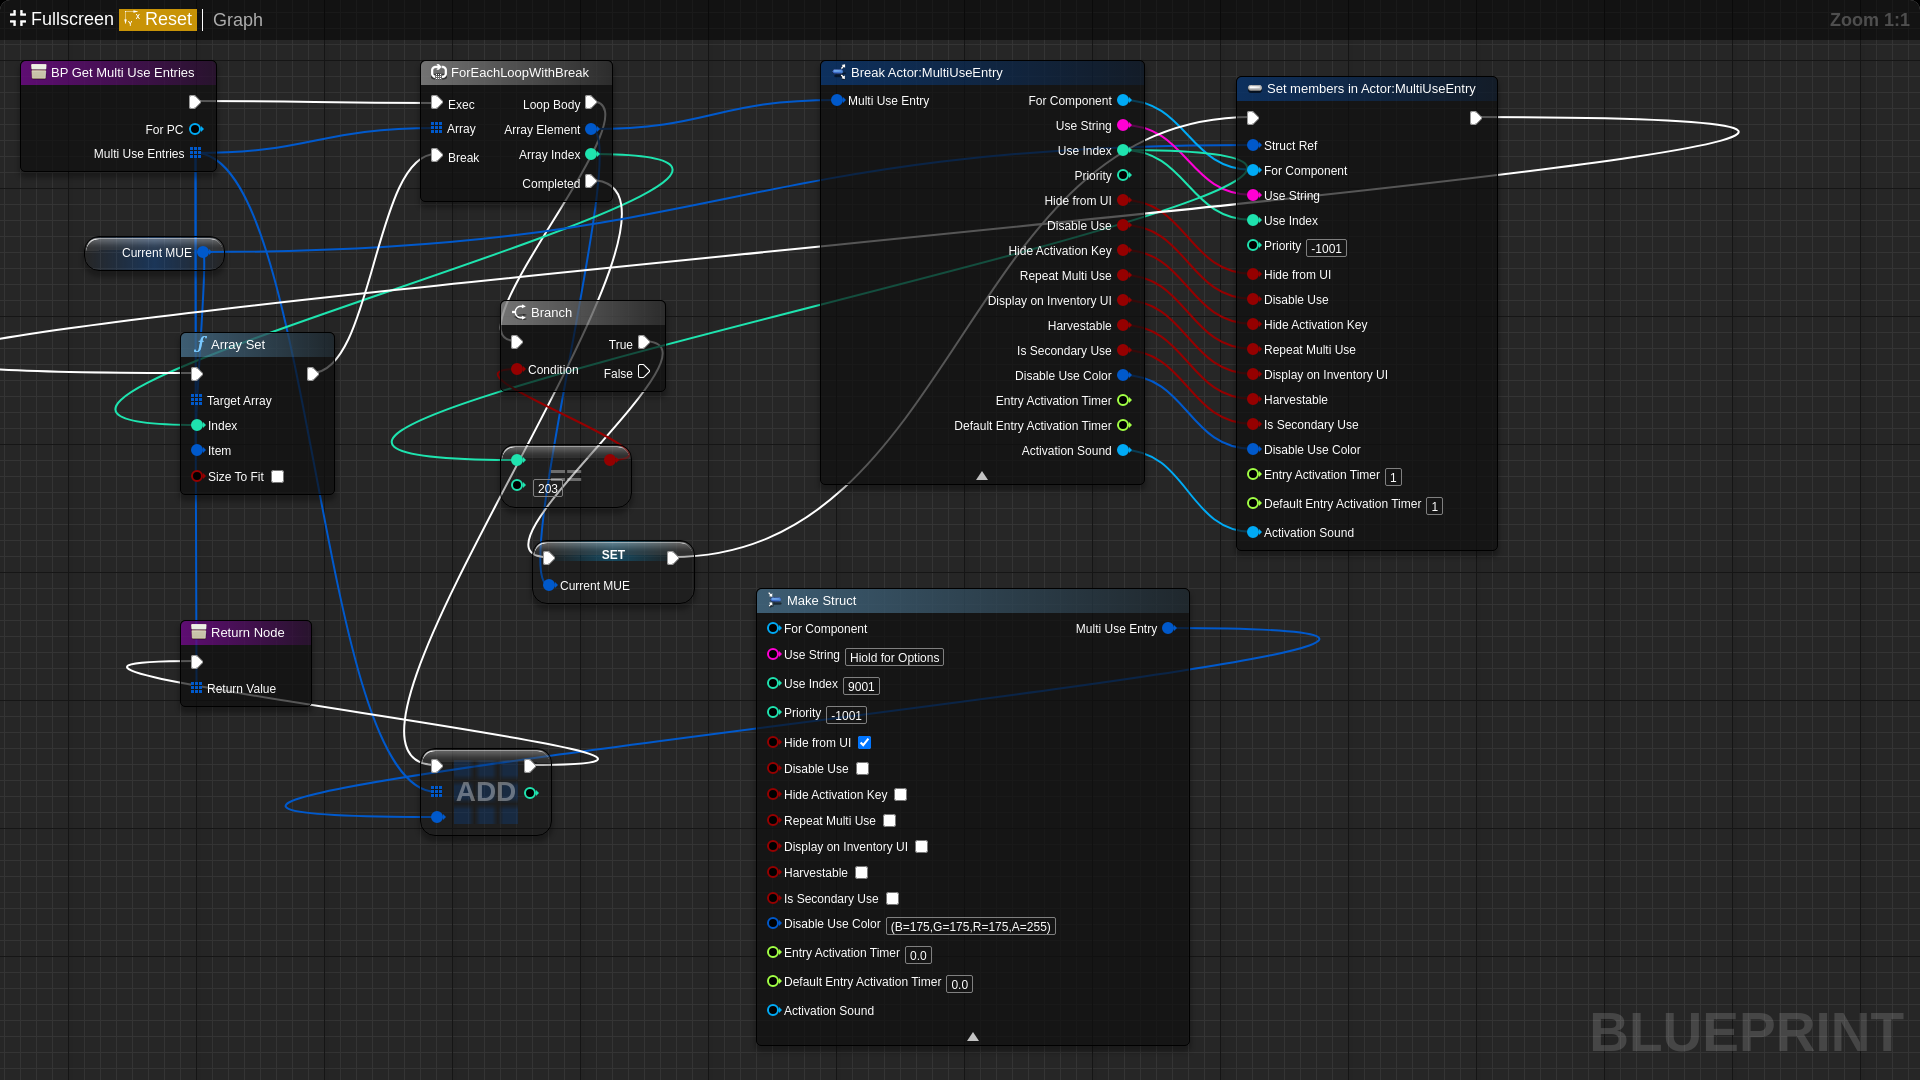 Fullscreen Reset Graph Zoom 1:1
BP Get Multi Use Entries
For PC
Multi Use Entries
ForEachLoopWithBreak
Exec Loop Body
Array Array Element
Array Index
Break
Completed
Break Actor:MultiUseEntry
Multi Use Entry For Component
Use String
Use Index
Priority
Hide from UI
Disable Use
Hide Activation Key
Repeat Multi Use
Display on Inventory UI
Harvestable
Is Secondary Use
Disable Use Color
Entry Activation Timer
Default Entry Activation Timer
Activation Sound
Set members in Actor:MultiUseEntry
Struct Ref
For Component
Use String
Use Index
Priority -1001
Hide from UI
Disable Use
Hide Activation Key
Repeat Multi Use
Display on Inventory UI
Harvestable
Is Secondary Use
Disable Use Color
Entry Activation Timer 1
Default Entry Activation Timer 1
Activation Sound
Current MUE
Array Set
Target Array
Index
Item
Size To Fit
Branch
True
Condition False
==
203
SET
Current MUE
Return Node
Return Value
ADD
Make Struct
For Component Multi Use Entry
Use String Hiold for Options
Use Index 9001
Priority -1001
Hide from UI
Disable Use
Hide Activation Key
Repeat Multi Use
Display on Inventory UI
Harvestable
Is Secondary Use
Disable Use Color (B=175,G=175,R=175,A=255)
Entry Activation Timer 0.0
Default Entry Activation Timer 0.0
Activation Sound
BLUEPRINT